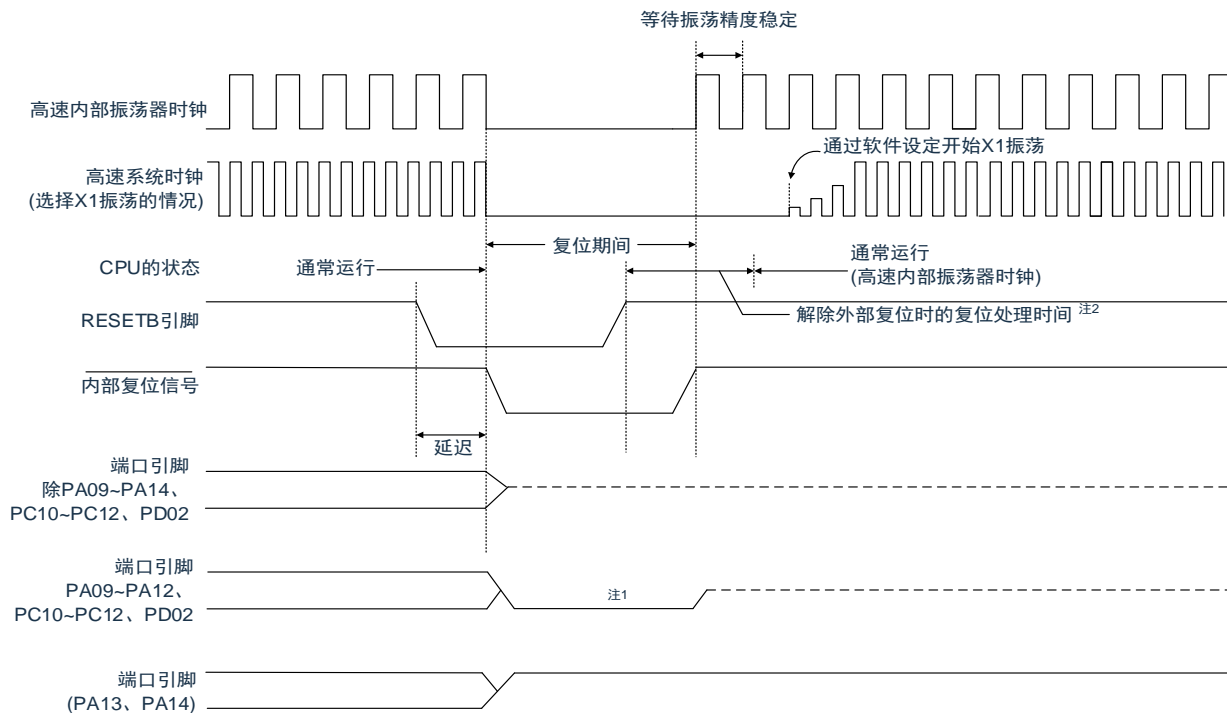 等待振荡精度稳定
高速内部振荡器时钟
通过软件设定开始X1振荡
高速系统时钟
(选择X1振荡的情况)
复位期间
CPU的状态
通常运行
通常运行
(高速内部振荡器时钟)
RESETB引脚
解除外部复位时的复位处理时间 注2
内部复位信号
延迟
端口引脚
除PA09~PA14、
PC10~PC12、PD02
端口引脚
PA09~PA12、
PC10~PC12、PD02
注1
端口引脚
(PA13、PA14)